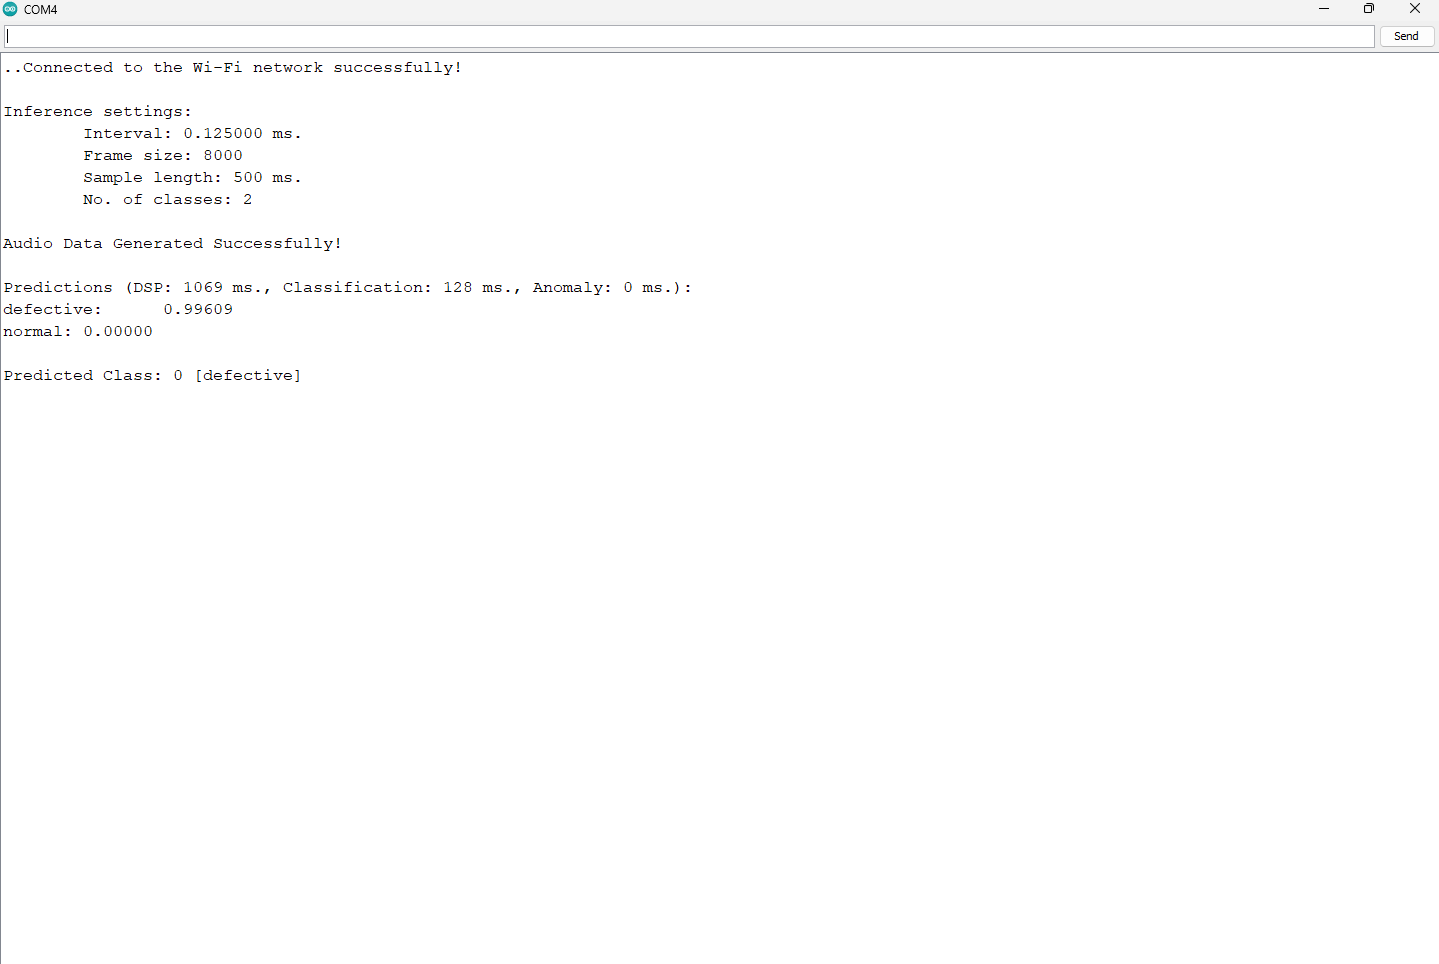 COM4
Send
..Connected to the Wi-Fi network successfully!
Inference settings:
Interval: 0.125000 ms.
Frame size: 8000
Sample length: 500 ms.
No. of classes: 2
Audio Data Generated Successfully!
Predictions (DSP: 1069 ms., Classification: 128 ms., Anomaly: 0 ms.):
defective: 0.99609
normal: 0.00000
Predicted Class: 0 [defective]